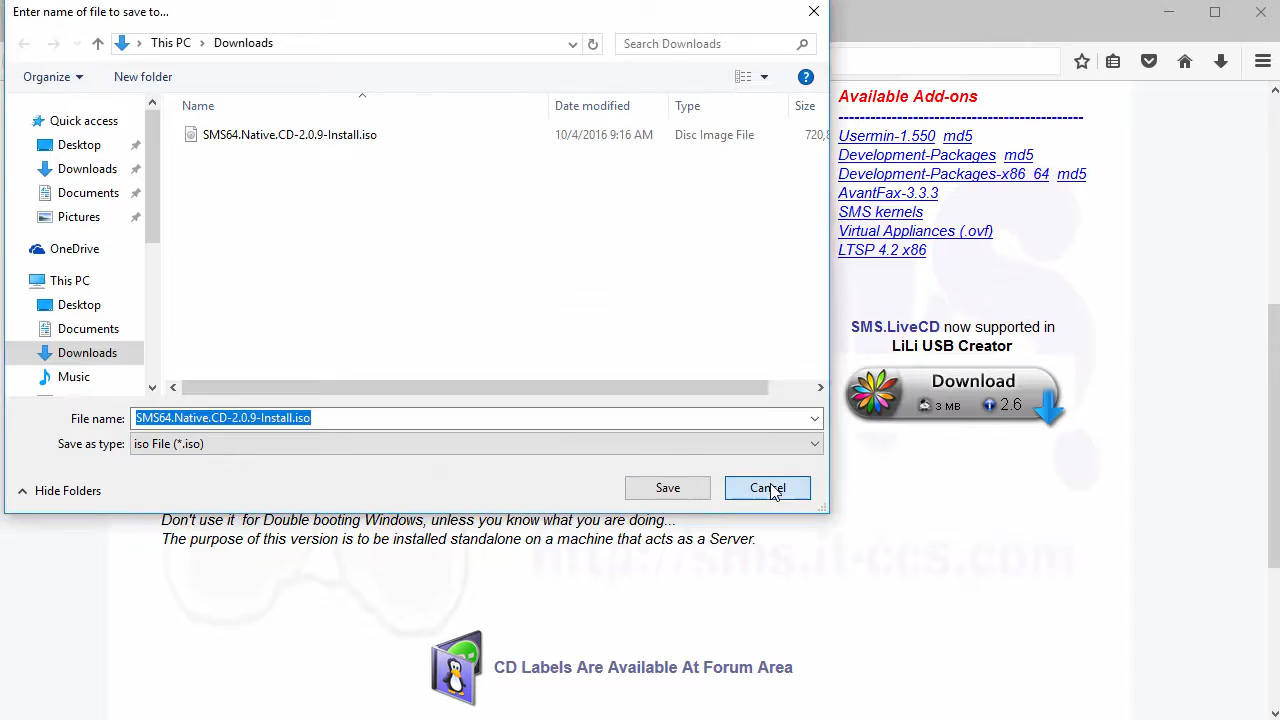 Enter name of file to save to...
This PC > Downloads
Search Downloads
Organize
New folder
Name
Date modified
Type
Size
SMS64.Native.CD-2.0.9-Install.iso
10/4/2016 9:16 AM
Disc Image File
720,8
Quick access
Desktop
Downloads
Documents
Pictures
OneDrive
This PC
Desktop
Documents
Downloads
Music
File name: SMS64.Native.CD-2.0.9-Install.iso
Save as type: iso File (*.iso)
Hide Folders
Save
Cancel
Available Add-ons
Usermin-1.550 md5
Development-Packages md5
Development-Packages-x86_64 md5
AvantFax-3.3.3
SMS kernels
Virtual Appliances (.ovf)
LTSP 4.2 x86
SMS.LiveCD now supported in
LiLi USB Creator
Download
3 MB 2.6
Don't use it for Double booting Windows, unless you know what you are doing...
The purpose of this version is to be installed standalone on a machine that acts as a Server.
http://sms.it-ccs.com
CD Labels Are Available At Forum Area